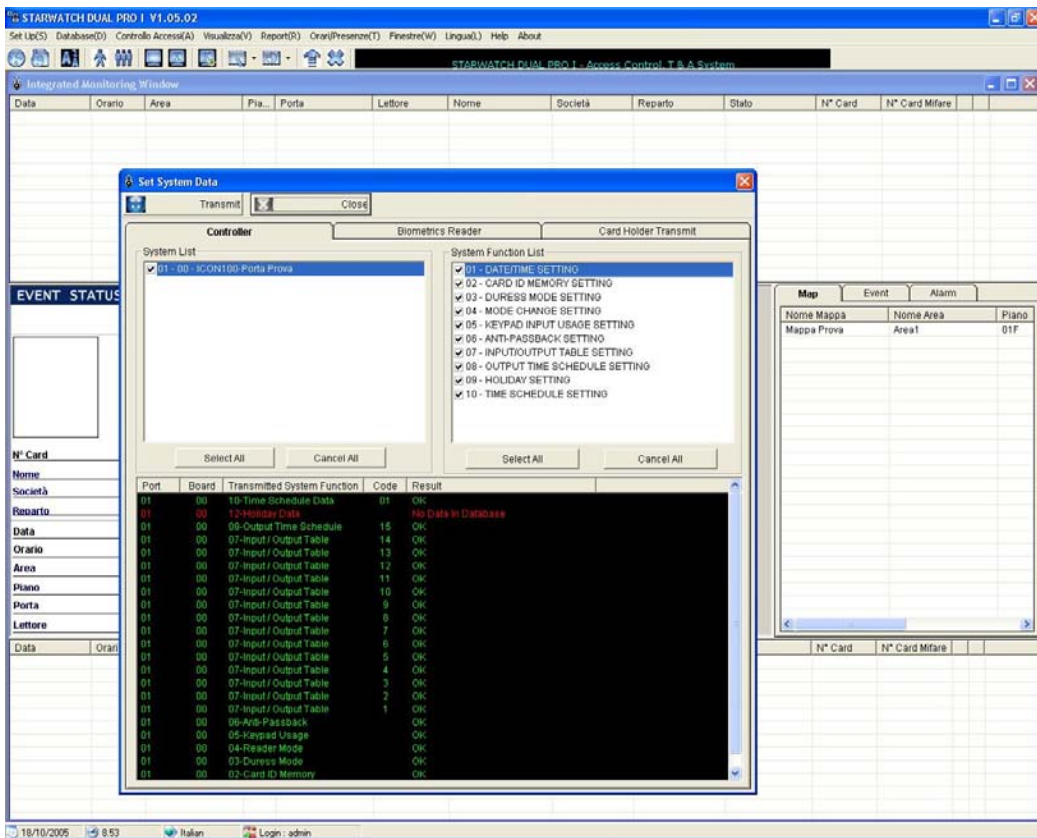 STARWATCH DUAL PRO I V1.05.02
Set Up(S) Database(D) Controllo Accessi(A) Visualizza(V) Report(R) Orari/Presenze(T) Finestre(W) Lingua(L) Help About
STARWATCH DUAL PRO I - Access Control, T & A System
Integrated Monitoring Window
Data Orario Area Pia... Porta Lettore Nome Società Reparto Stato N° Card N° Card Mifare
Set System Data
Transmit Close
Controller Biometrics Reader Card Holder Transmit
System List
01 - 00 - ICON100-Porta Prova
Select All Cancel All
System Function List
01 - DATE/TIME SETTING
02 - CARD ID MEMORY SETTING
03 - DURESS MODE SETTING
04 - MODE CHANGE SETTING
05 - KEYPAD INPUT USAGE SETTING
06 - ANTI-PASSBACK SETTING
07 - INPUT/OUTPUT TABLE SETTING
08 - OUTPUT TIME SCHEDULE SETTING
09 - HOLIDAY SETTING
10 - TIME SCHEDULE SETTING
Select All Cancel All
Port Board Transmitted System Function Code Result
01 00 10-Time Schedule Data 01 OK
01 00 12-Holiday Data No Data In Database
01 00 09-Output Time Schedule 15 OK
01 00 07-Input / Output Table 14 OK
01 00 07-Input / Output Table 13 OK
01 00 07-Input / Output Table 12 OK
01 00 07-Input / Output Table 11 OK
01 00 07-Input / Output Table 10 OK
01 00 07-Input / Output Table 9 OK
01 00 07-Input / Output Table 8 OK
01 00 07-Input / Output Table 7 OK
01 00 07-Input / Output Table 6 OK
01 00 07-Input / Output Table 5 OK
01 00 07-Input / Output Table 4 OK
01 00 07-Input / Output Table 3 OK
01 00 07-Input / Output Table 2 OK
01 00 07-Input / Output Table 1 OK
01 00 06-Anti-Passback OK
01 00 05-Keypad Usage OK
01 00 04-Reader Mode OK
01 00 03-Duress Mode OK
01 00 02-Card ID Memory OK
EVENT STATUS
N° Card
Nome
Società
Reparto
Data
Orario
Area
Piano
Porta
Lettore
Map Event Alarm
Nome Mappa Nome Area Piano
Mappa Prova Area1 01F
Data Orari N° Card N° Card Mifare
18/10/2005 8.53 Italian Login : admin